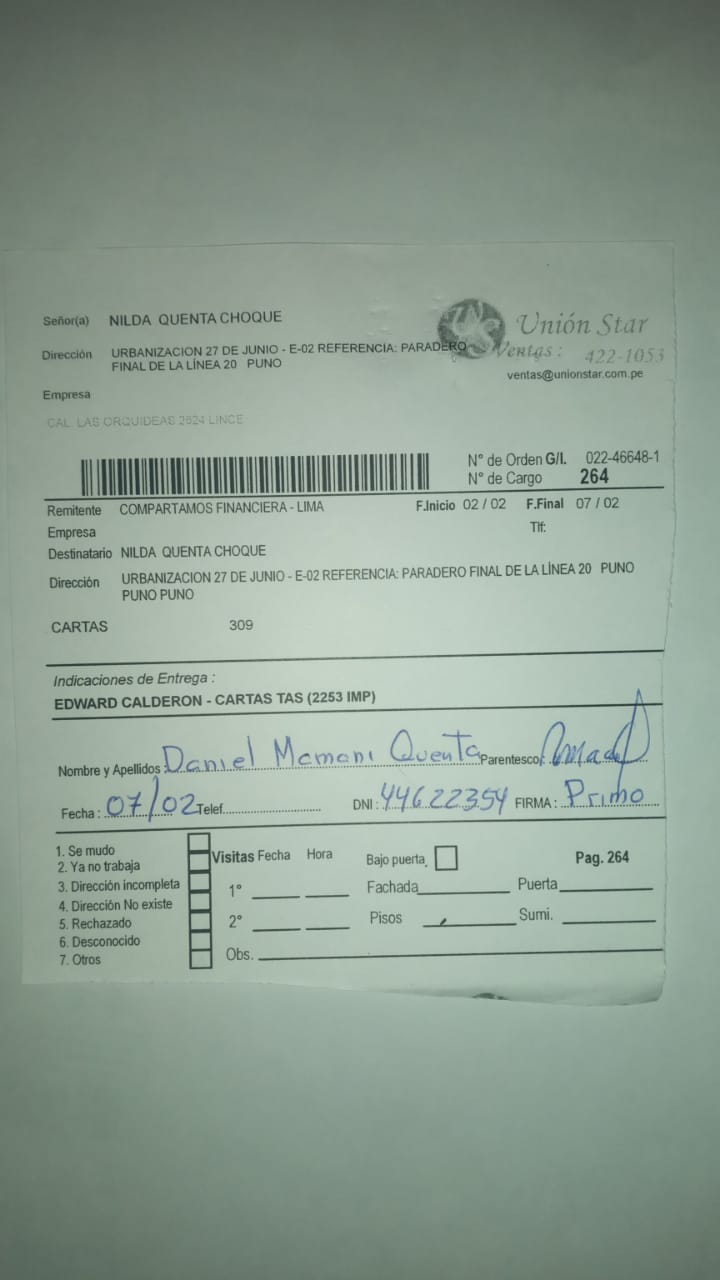 Señor(a) NILDA QUENTA CHOQUE
Unión Star
Dirección URBANIZACION 27 DE JUNIO - E-02 REFERENCIA: PARADERO
FINAL DE LA LÍNEA 20 PUNO
Ventas: 422-1053
ventas@unionstar.com.pe
Empresa
CAL. LAS ORQUIDEAS 2624 LINCE
N° de Orden G/I. 022-46648-1
N° de Cargo 264
Remitente COMPARTAMOS FINANCIERA - LIMA F.Inicio 02 / 02 F.Final 07 / 02
Empresa Tlf:
Destinatario NILDA QUENTA CHOQUE
Dirección URBANIZACION 27 DE JUNIO - E-02 REFERENCIA: PARADERO FINAL DE LA LÍNEA 20 PUNO
PUNO PUNO
CARTAS 309
Indicaciones de Entrega :
EDWARD CALDERON - CARTAS TAS (2253 IMP)
Nombre y Apellidos: Daniel Mamani Quenta Parentesco:
Fecha : 07/02 Telef. DNI : 44622354 FIRMA : Primo
1. Se mudo
2. Ya no trabaja
3. Dirección incompleta
4. Dirección No existe
5. Rechazado
6. Desconocido
7. Otros
Visitas Fecha Hora Bajo puerta Pag. 264
1° Fachada Puerta
2° Pisos Sumi.
Obs.